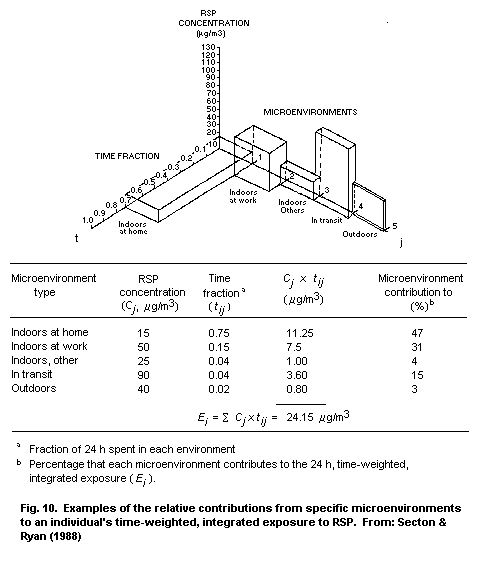 RSP
CONCENTRATION
(μg/m3)
130
120
110
100
90
80
70
60
50
40
30
20
10
MICROENVIRONMENTS
TIME FRACTION
0.1
0.2
0.3
0.4
0.5
0.6
0.7
0.8
0.9
1.0
t
1
2
3
4
5
j
Indoors
at home
Indoors
at work
Indoors
Others
In transit
Outdoors
Microenvironment RSP Time Cj × tij Microenvironment
type concentration fraction a (μg/m3) contribution to
(Cj, μg/m3) (tij) (%)b
Indoors at home 15 0.75 11.25 47
Indoors at work 50 0.15 7.5 31
Indoors, other 25 0.04 1.00 4
In transit 90 0.04 3.60 15
Outdoors 40 0.02 0.80 3
Ej = Σ Cj×tij = 24.15 μg/m3
a Fraction of 24 h spent in each environment
b Percentage that each microenvironment contributes to the 24 h, time-weighted,
integrated exposure (Ej).
Fig. 10. Examples of the relative contributions from specific microenvironments
to an individual's time-weighted, integrated exposure to RSP. From: Secton &
Ryan (1988)